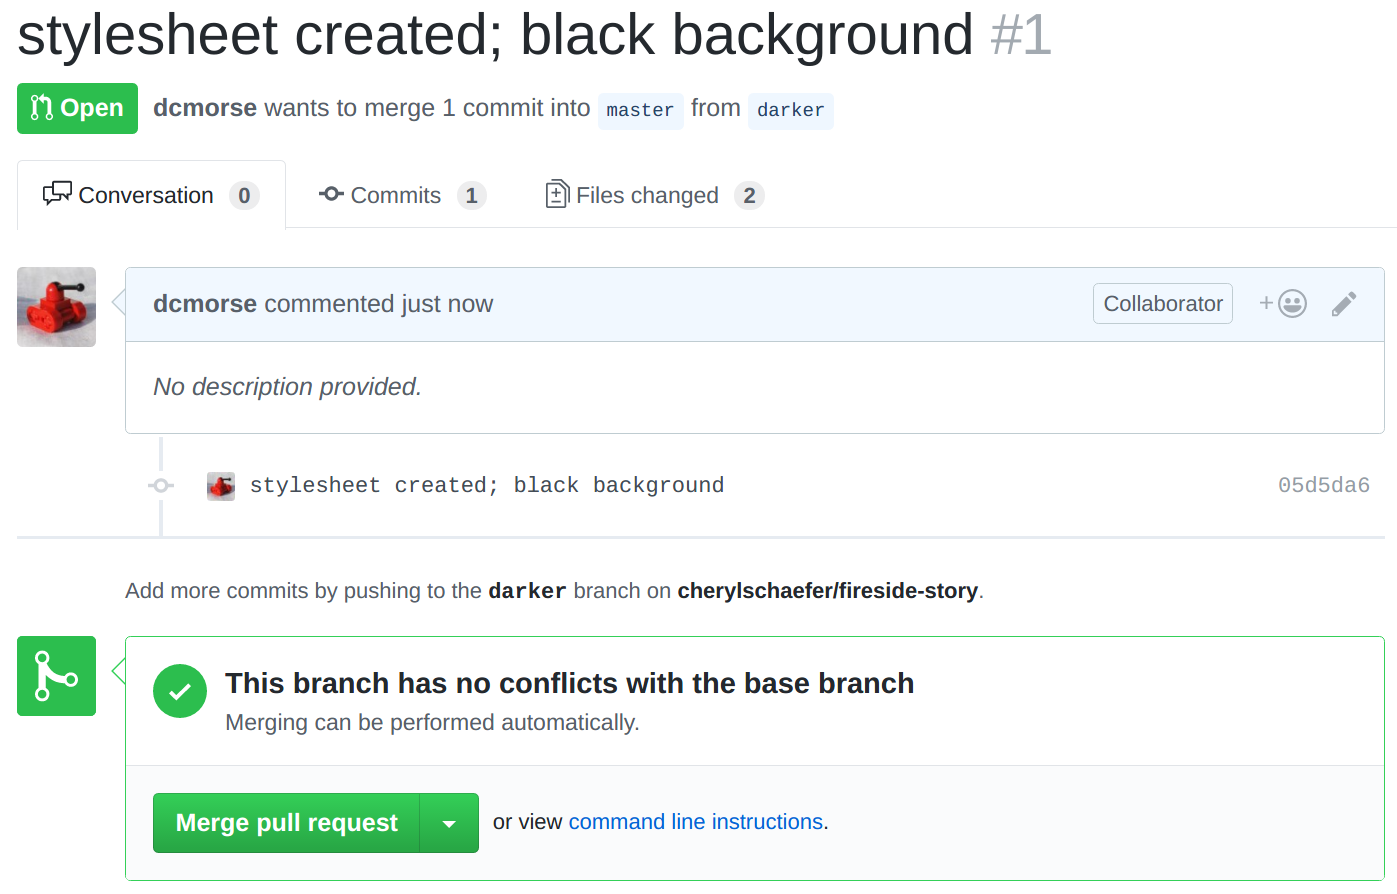 stylesheet created; black background #1
Open dcmorse wants to merge 1 commit into master from darker
Conversation 0 Commits 1 Files changed 2
dcmorse commented just now Collaborator +
No description provided.
stylesheet created; black background 05d5da6
Add more commits by pushing to the darker branch on cherylschaefer/fireside-story.
This branch has no conflicts with the base branch
Merging can be performed automatically.
Merge pull request or view command line instructions.